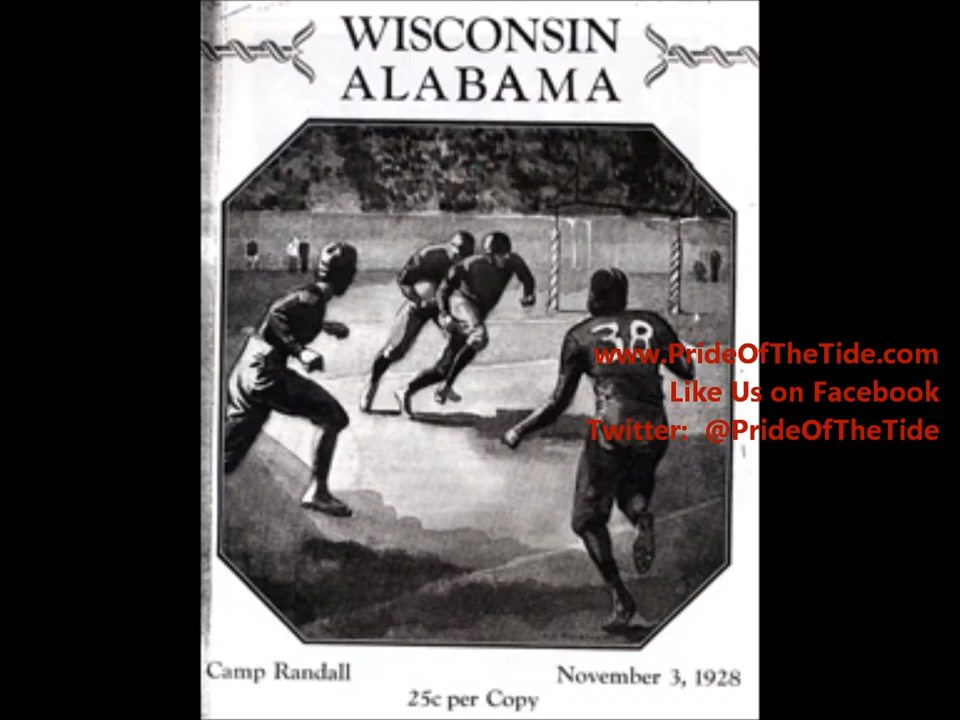 WISCONSIN
ALABAMA
38
www.PrideOfTheTide.com
Like Us on Facebook
Twitter: @PrideOfTheTide
Camp Randall
November 3, 1928
25c per Copy